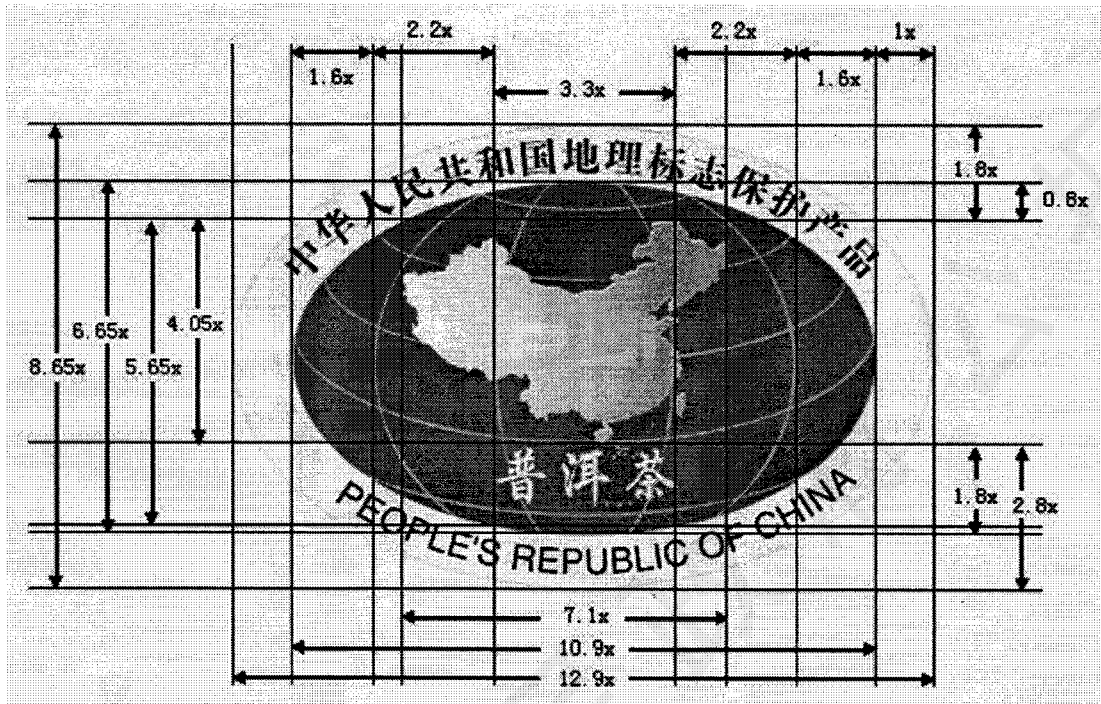 2.2x
2.2x
1x
1.6x
3.3x
1.6x
中华人民共和国地理标志保护产品
1.8x
0.8x
4.05x
6.65x
8.65x
5.65x
普洱茶
1.8x
2.8x
PEOPLE'S REPUBLIC OF CHINA
7.1x
10.9x
12.9x